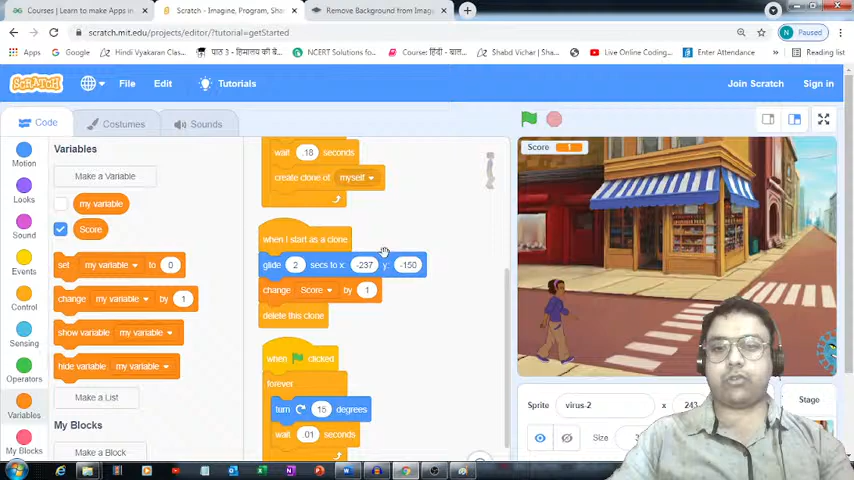 Courses | Learn to make Apps in
Scratch - Imagine, Program, Sha
Remove Background from Imag
scratch.mit.edu/projects/editor/?tutorial=getStarted
Paused
Apps
Hindi Vyakaran
पाठ 3 - हिमालय की बे
NCERT Solutions fo
Course: हिन्दी - बाल
Shabd Vichar | Sha
Live Online Coding...
Enter Attendance
Reading list
SCRATCH
File
Edit
Tutorials
Join Scratch
Sign in
Code
Costumes
Sounds
Motion
Looks
Sound
Events
Control
Sensing
Operators
Variables
My Blocks
Variables
Make a Variable
my variable
Score
set my variable to 0
change my variable by 1
show variable my variable
hide variable my variable
Make a List
My Blocks
Make a Block
wait .18 seconds
create clone of myself
when I start as a clone
glide 2 secs to x: -237 y: -150
change Score by 1
delete this clone
when clicked
forever
turn 15 degrees
wait .01 seconds
Score 1
Sprite virus-2 x 243
Size
Stage